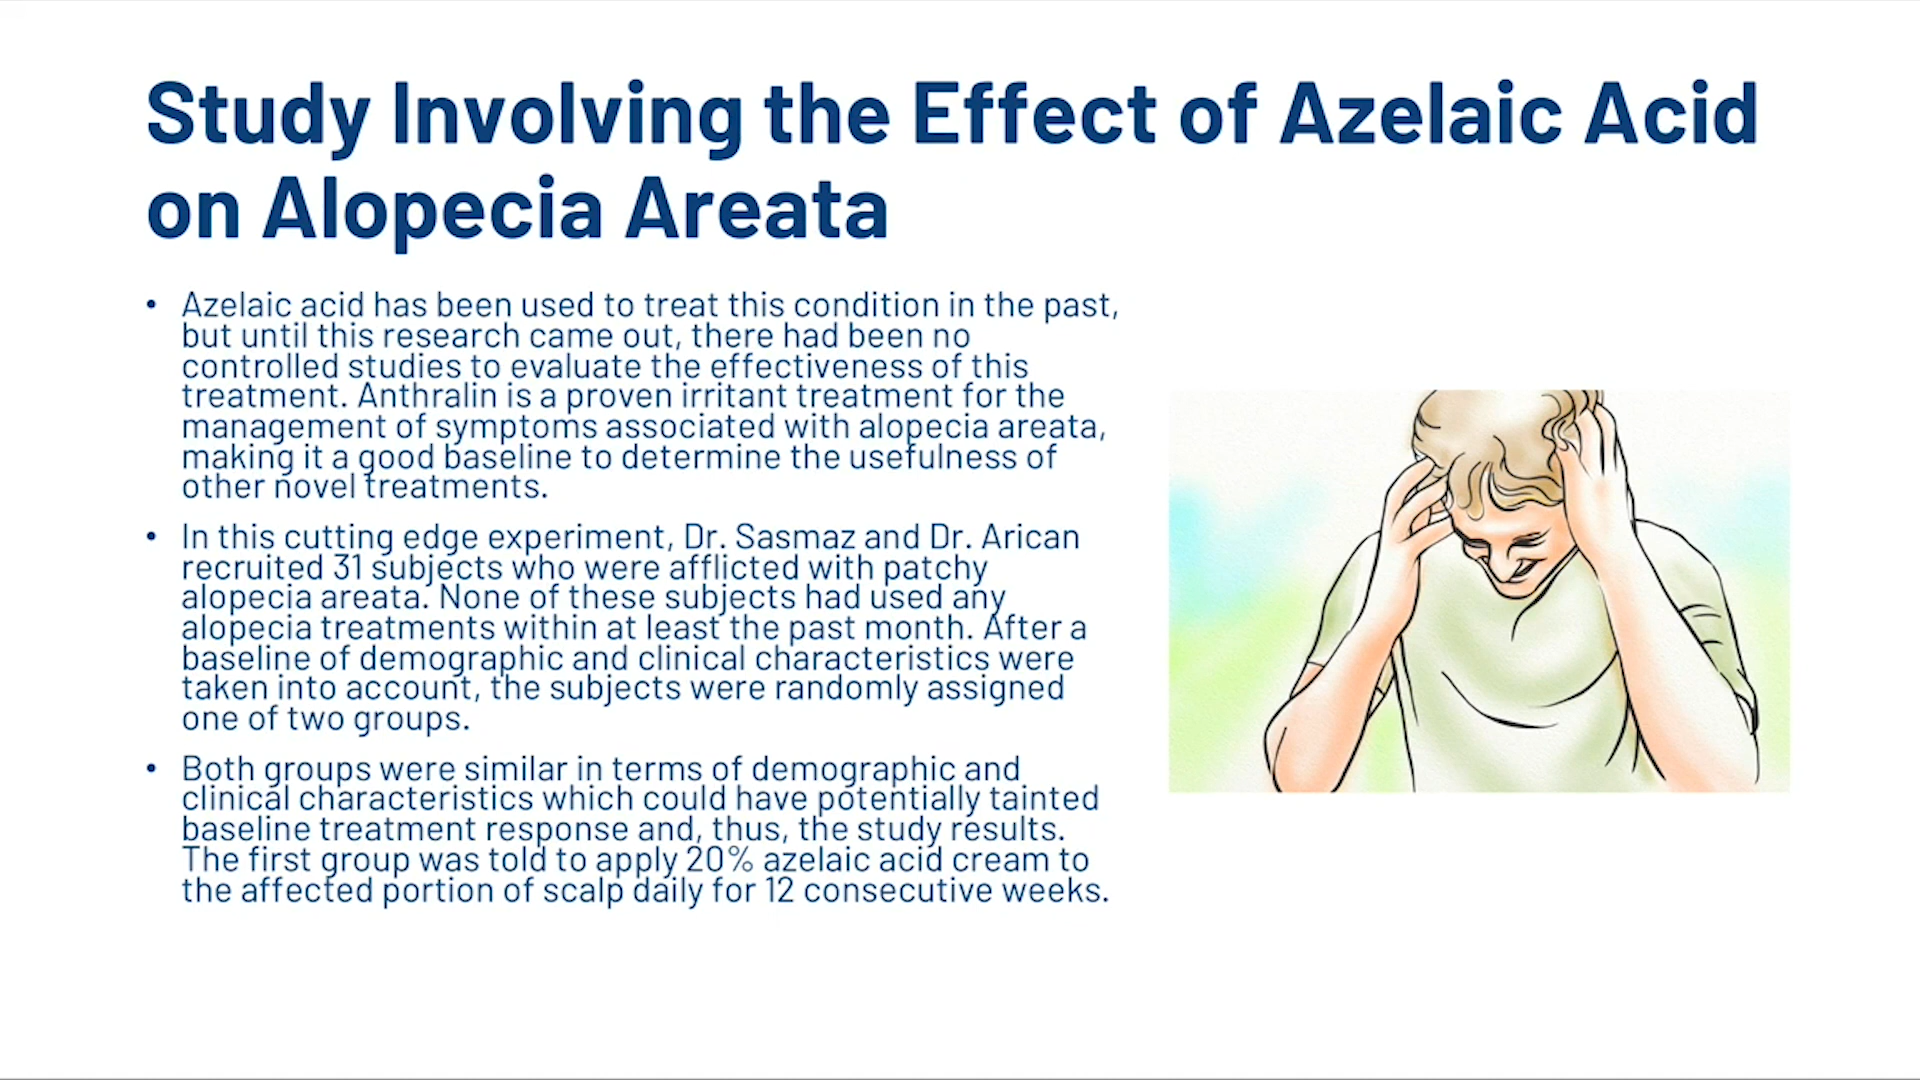 Study Involving the Effect of Azelaic Acid
on Alopecia Areata
• Azelaic acid has been used to treat this condition in the past,
but until this research came out, there had been no
controlled studies to evaluate the effectiveness of this
treatment. Anthralin is a proven irritant treatment for the
management of symptoms associated with alopecia areata,
making it a good baseline to determine the usefulness of
other novel treatments.
• In this cutting edge experiment, Dr. Sasmaz and Dr. Arican
recruited 31 subjects who were afflicted with patchy
alopecia areata. None of these subjects had used any
alopecia treatments within at least the past month. After a
baseline of demographic and clinical characteristics were
taken into account, the subjects were randomly assigned
one of two groups.
• Both groups were similar in terms of demographic and
clinical characteristics which could have potentially tainted
baseline treatment response and, thus, the study results.
The first group was told to apply 20% azelaic acid cream to
the affected portion of scalp daily for 12 consecutive weeks.